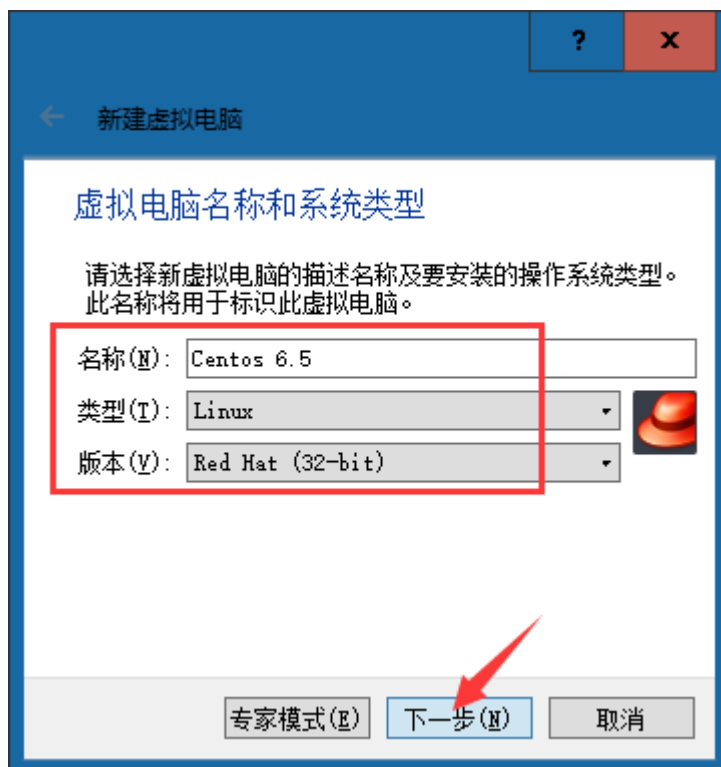 ? x
← 新建虚拟电脑
虚拟电脑名称和系统类型
请选择新虚拟电脑的描述名称及要安装的操作系统类型。
此名称将用于标识此虚拟电脑。
名称(N): Centos 6.5
类型(T): Linux
版本(V): Red Hat (32-bit)
专家模式(E) 下一步(N) 取消